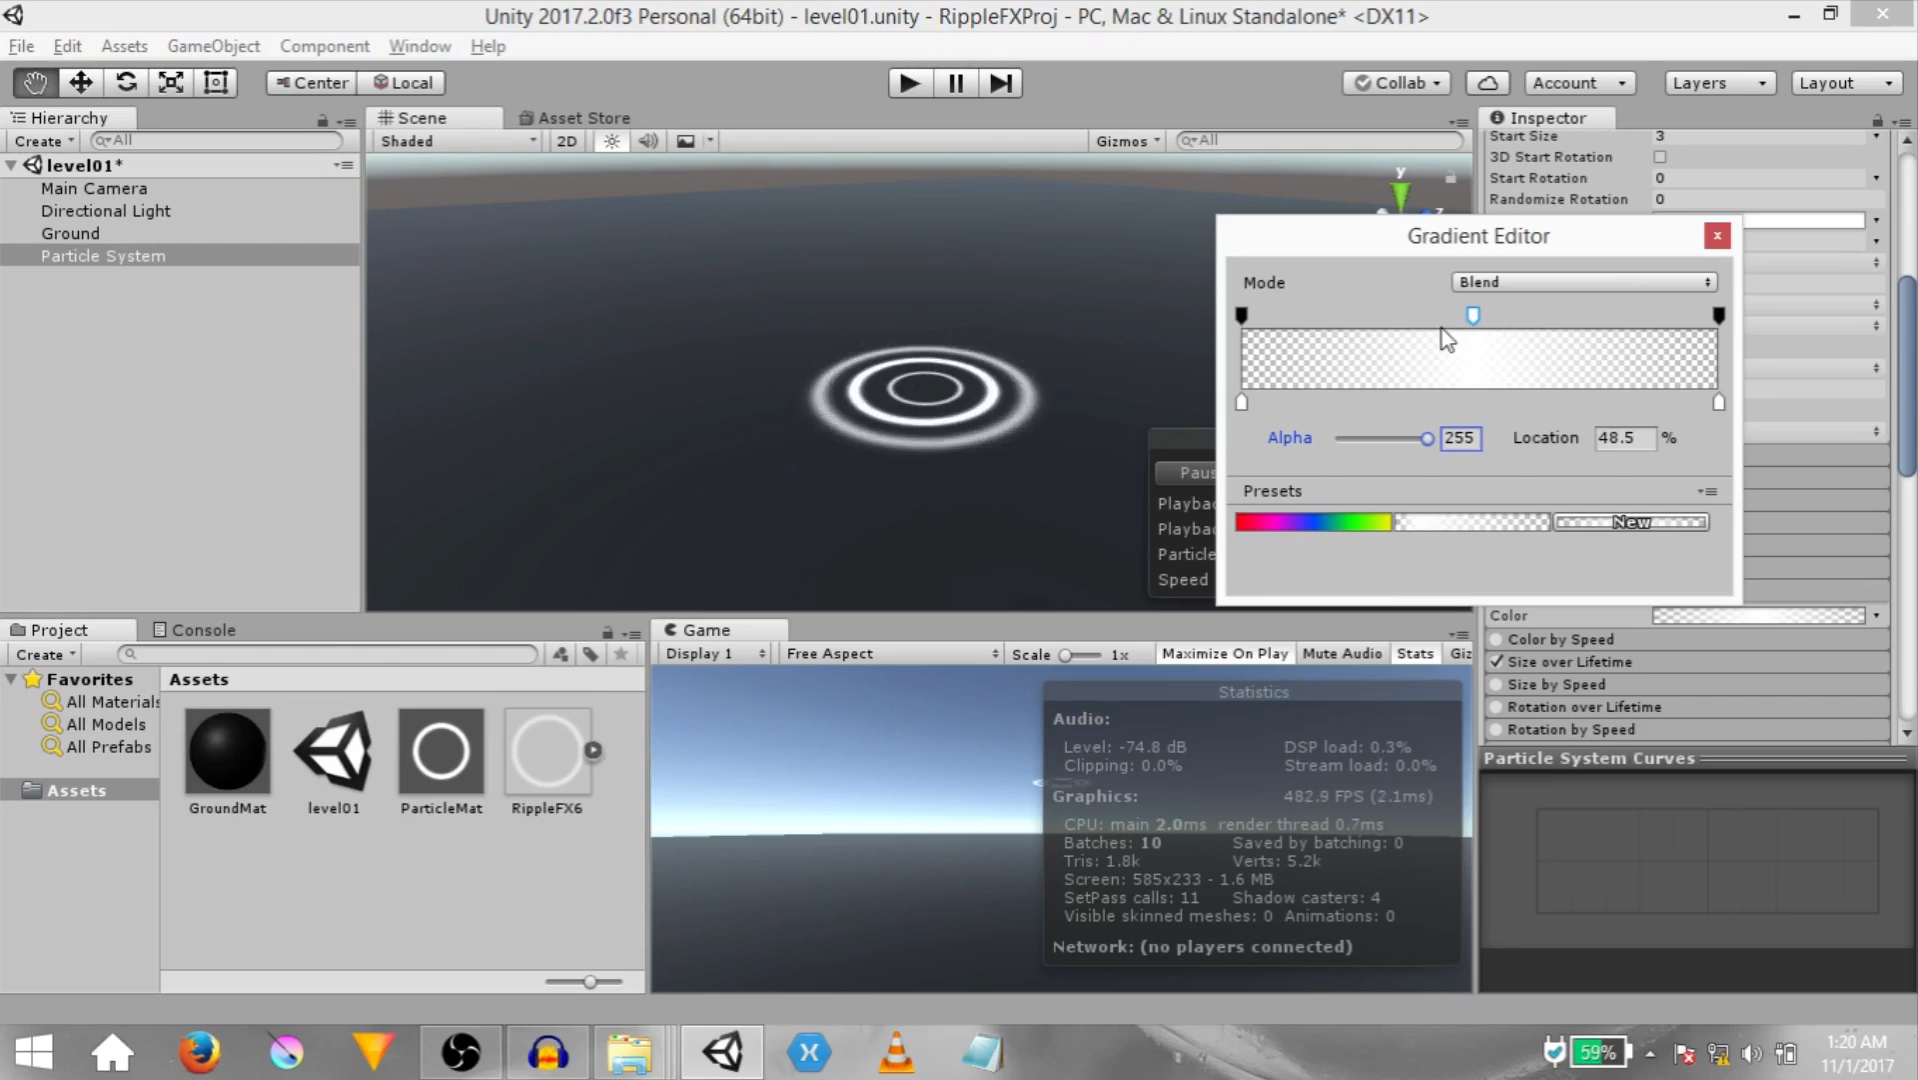 Unity 2017.2.0f3 Personal (64bit) - level01.unity - RippleFXProj - PC, Mac & Linux Standalone* <DX11>
File Edit Assets GameObject Component Window Help
Center Local Collab Account Layers Layout
Hierarchy
Create All
level01*
Main Camera
Directional Light
Ground
Particle System
Scene Asset Store
Shaded 2D Gizmos All
y
z
Inspector
Start Size 3
3D Start Rotation
Start Rotation 0
Randomize Rotation 0
Gradient Editor
x
Mode Blend
Alpha 255 Location 48.5 %
Presets
New
Speed
Color
Color by Speed
Size over Lifetime
Size by Speed
Rotation over Lifetime
Rotation by Speed
Particle System Curves
Project Console
Create
Favorites
All Materials
All Models
All Prefabs
Assets
Assets
GroundMat level01 ParticleMat RippleFX6
Game
Display 1 Free Aspect Scale 1x Maximize On Play Mute Audio Stats Giz
Statistics
Audio:
Level: -74.8 dB DSP load: 0.3%
Clipping: 0.0% Stream load: 0.0%
Graphics: 482.9 FPS (2.1ms)
CPU: main 2.0ms render thread 0.7ms
Batches: 10 Saved by batching: 0
Tris: 1.8k Verts: 5.2k
Screen: 585x233 - 1.6 MB
SetPass calls: 11 Shadow casters: 4
Visible skinned meshes: 0 Animations: 0
Network: (no players connected)
59%
1:20 AM
11/1/2017